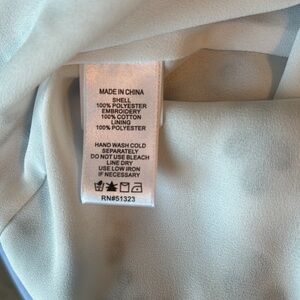 MADE IN CHINA
SHELL
100% POLYESTER
EMBROIDERY
100% COTTON
LINING
100% POLYESTER
HAND WASH COLD
SEPARATELY
DO NOT USE BLEACH
LINE DRY
USE LOW IRON
IF NECESSARY
RN#51323